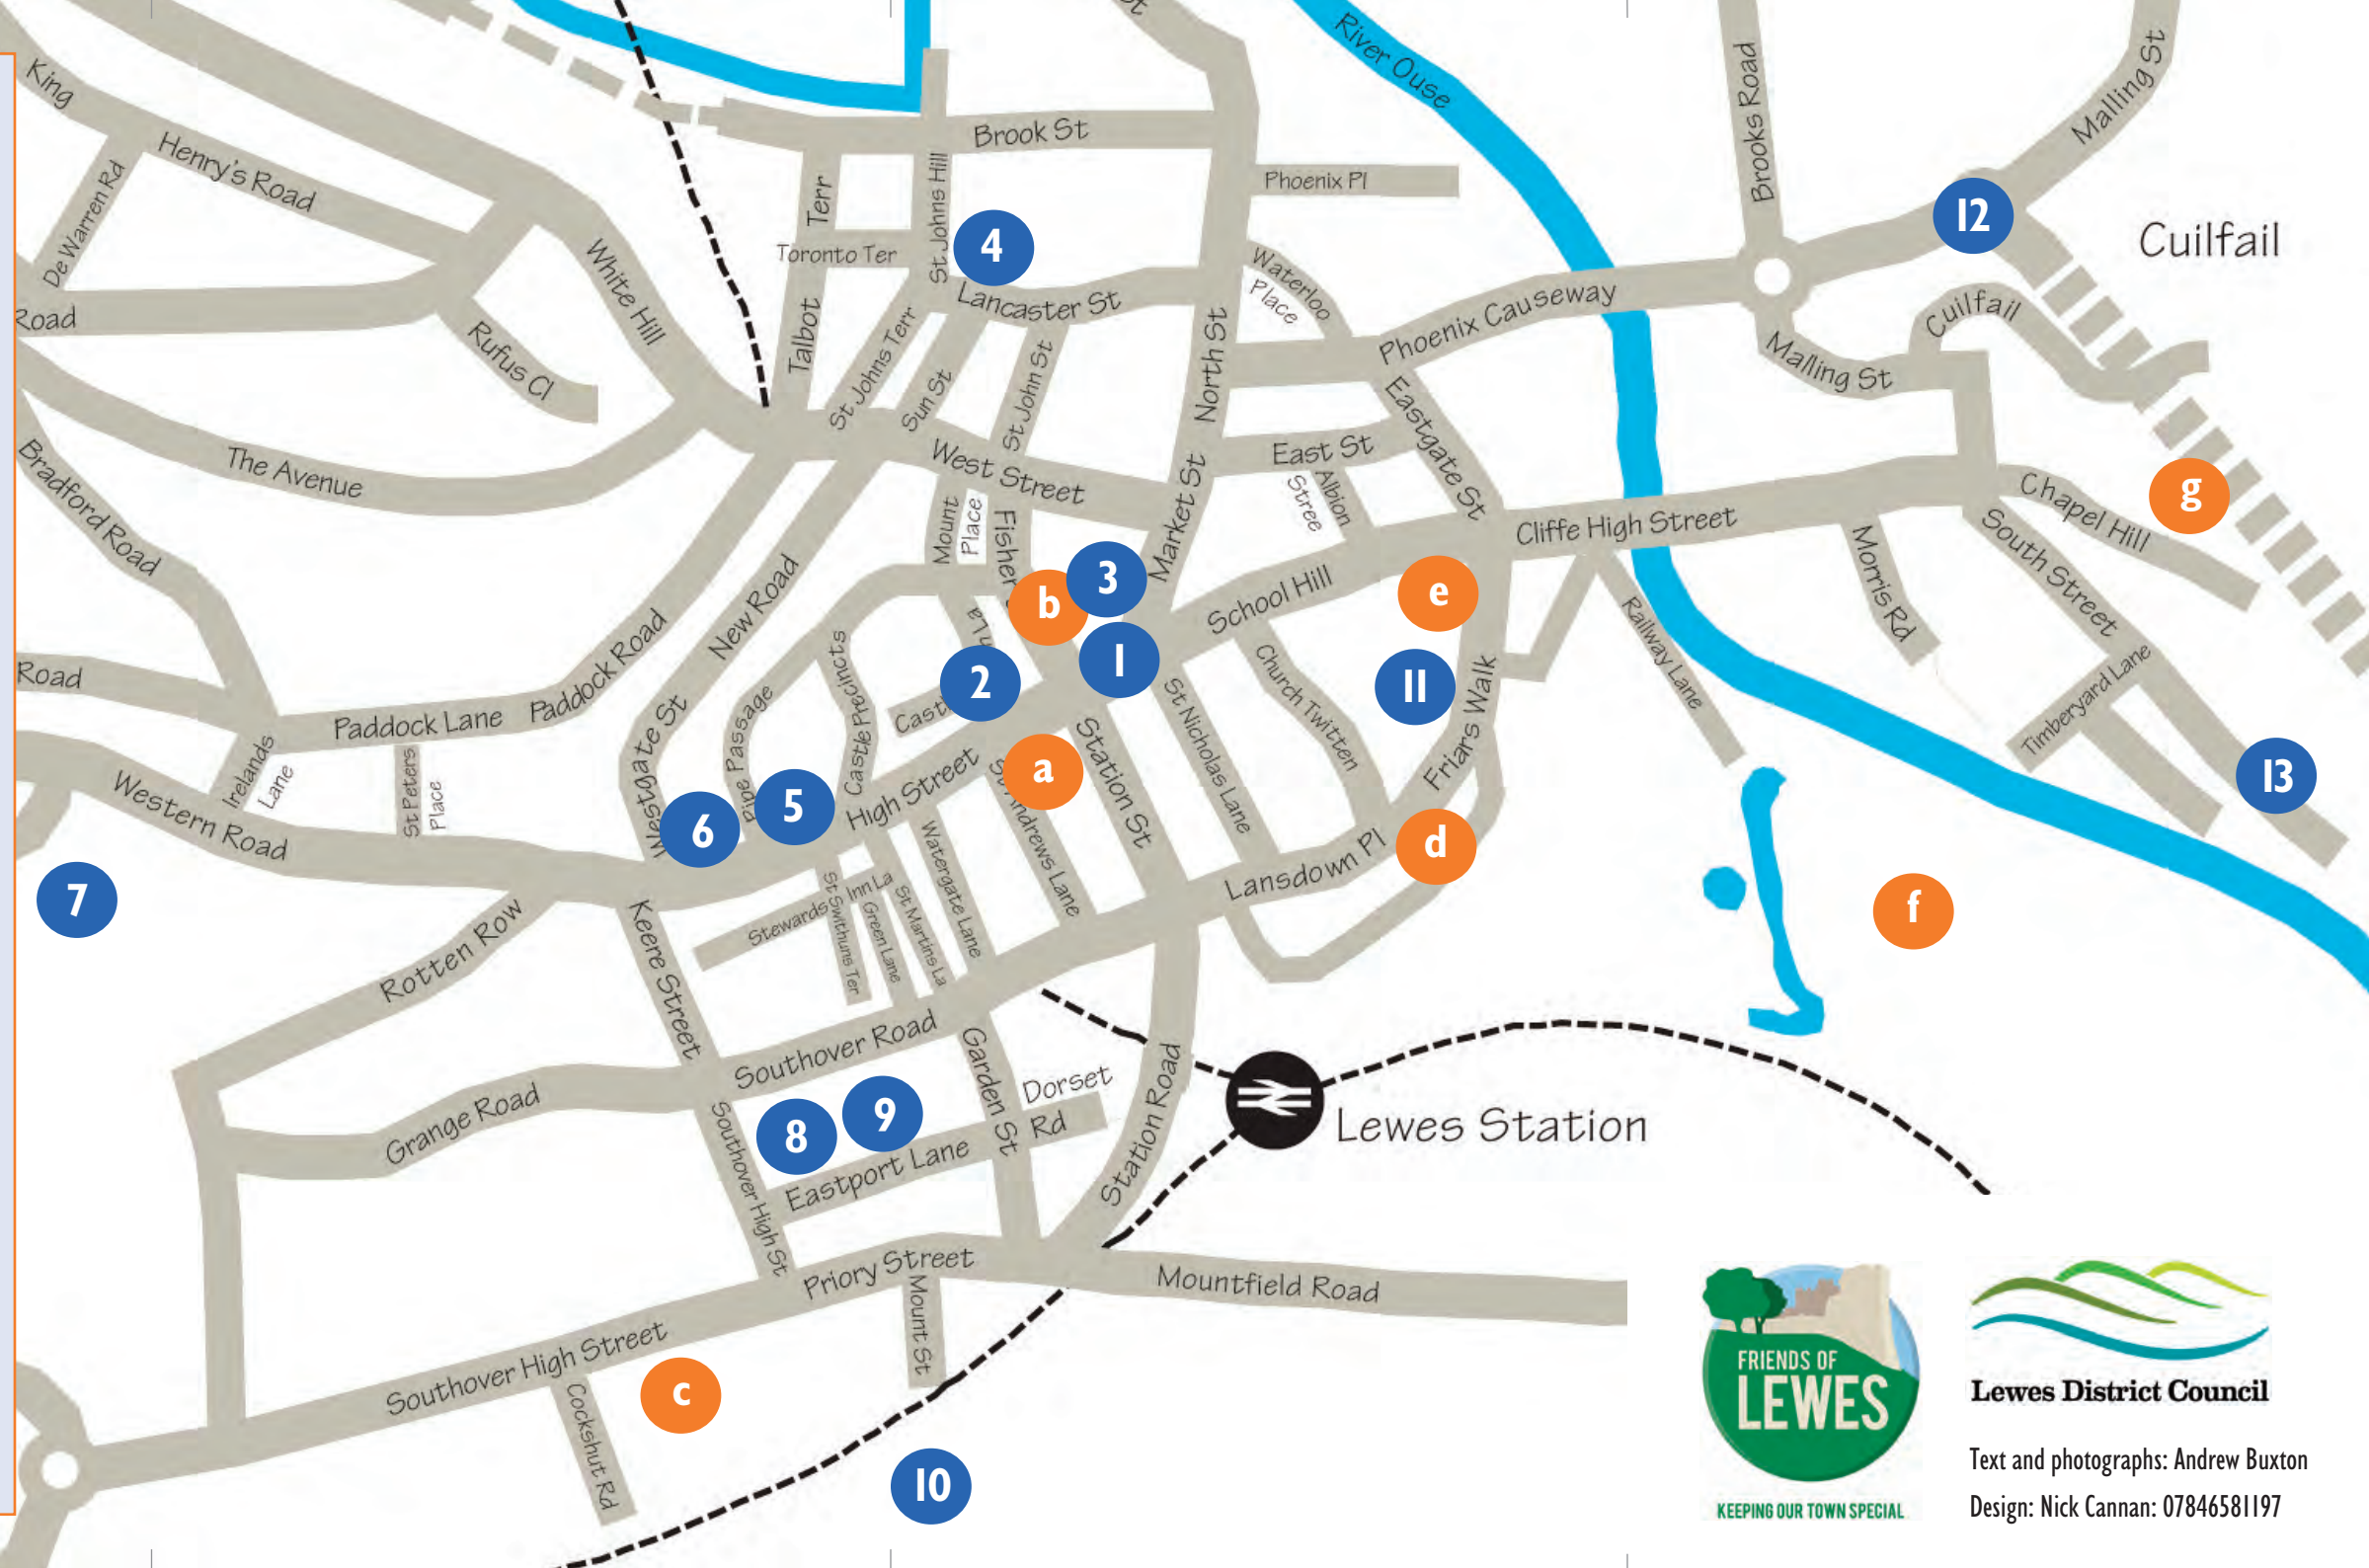 King
Henry's Road
De Warren Rd
Road
White Hill
Rufus Cl
The Avenue
Bradford Road
Road
Brook St
Talbot
Terr
Toronto Ter
St Johns Hill
4
Lancaster St
St Johns Terr
Sun St
St John St
West Street
North St
Market St
Phoenix Pl
Waterloo
Place
River Ouse
Phoenix Causeway
Brooks Road
Malling St
12
Cuilfail
Cuilfail
Malling St
East St
Albion
Stree
Eastgate St
Cliffe High Street
Chapel Hill
g
South Street
Morris Rd
Timberyard Lane
13
Railway Lane
Mount
Place
Fisher
b
3
1
2
School Hill
e
11
Friars Walk
Church Twitten
St Nicholas Lane
Station St
a
High Street
Castle Precincts
Pipe Passage
New Road
Paddock Road
Paddock Lane
Westgate St
5
6
Irelands
Lane
St Peters
Place
Western Road
7
Rotten Row
Keere Street
Stewards Inn La
St Swithuns Ter
Green Lane
St Martins La
Watergate Lane
Lansdown Pl
d
f
Southover Road
Grange Road
8
9
Garden St
Dorset
Rd
Eastport Lane
Southover High St
Station Road
Lewes Station
Priory Street
Mount St
Mountfield Road
Southover High Street
Cockshut Rd
c
10
FRIENDS OF
LEWES
KEEPING OUR TOWN SPECIAL
Lewes District Council
Text and photographs: Andrew Buxton
Design: Nick Cannan: 07846581197